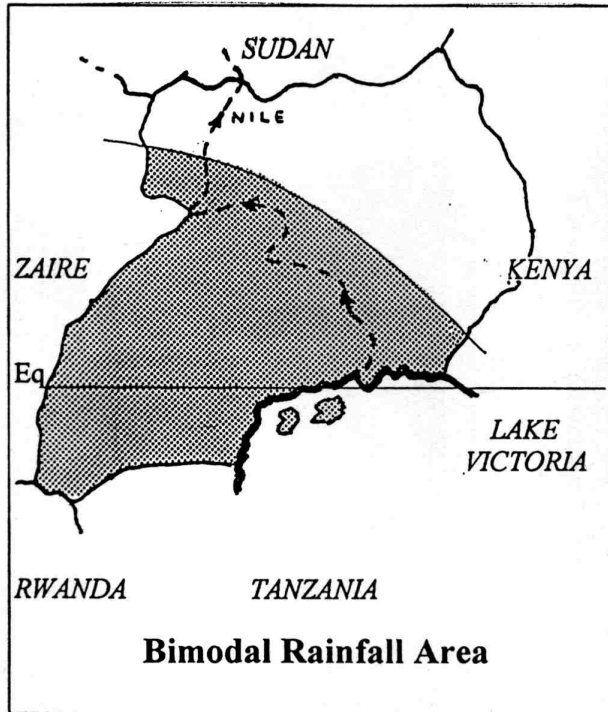 SUDAN
NILE
ZAIRE
KENYA
Eq
LAKE
VICTORIA
RWANDA
TANZANIA
Bimodal Rainfall Area